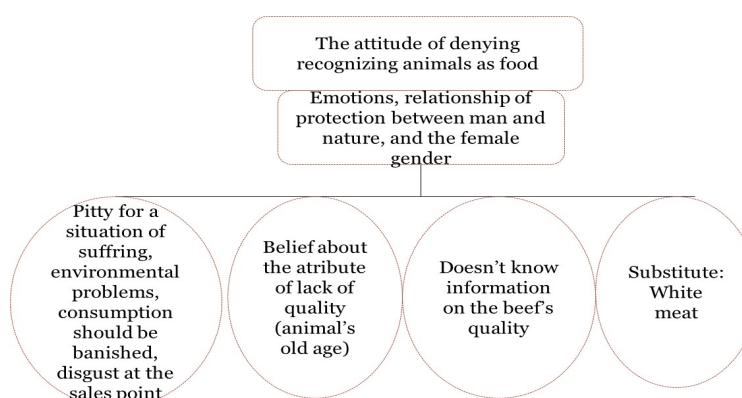 The attitude of denying
recognizing animals as food
Emotions, relationship of
protection between man and
nature, and the female
gender
Pitty for a
situation of
suffring,
environmental
problems,
consumption
should be
banished,
disgust at the
sales point
Belief about
the atribute
of lack of
quality
(animal's
old age)
Doesn't know
information
on the beef's
quality
Substitute:
White
meat